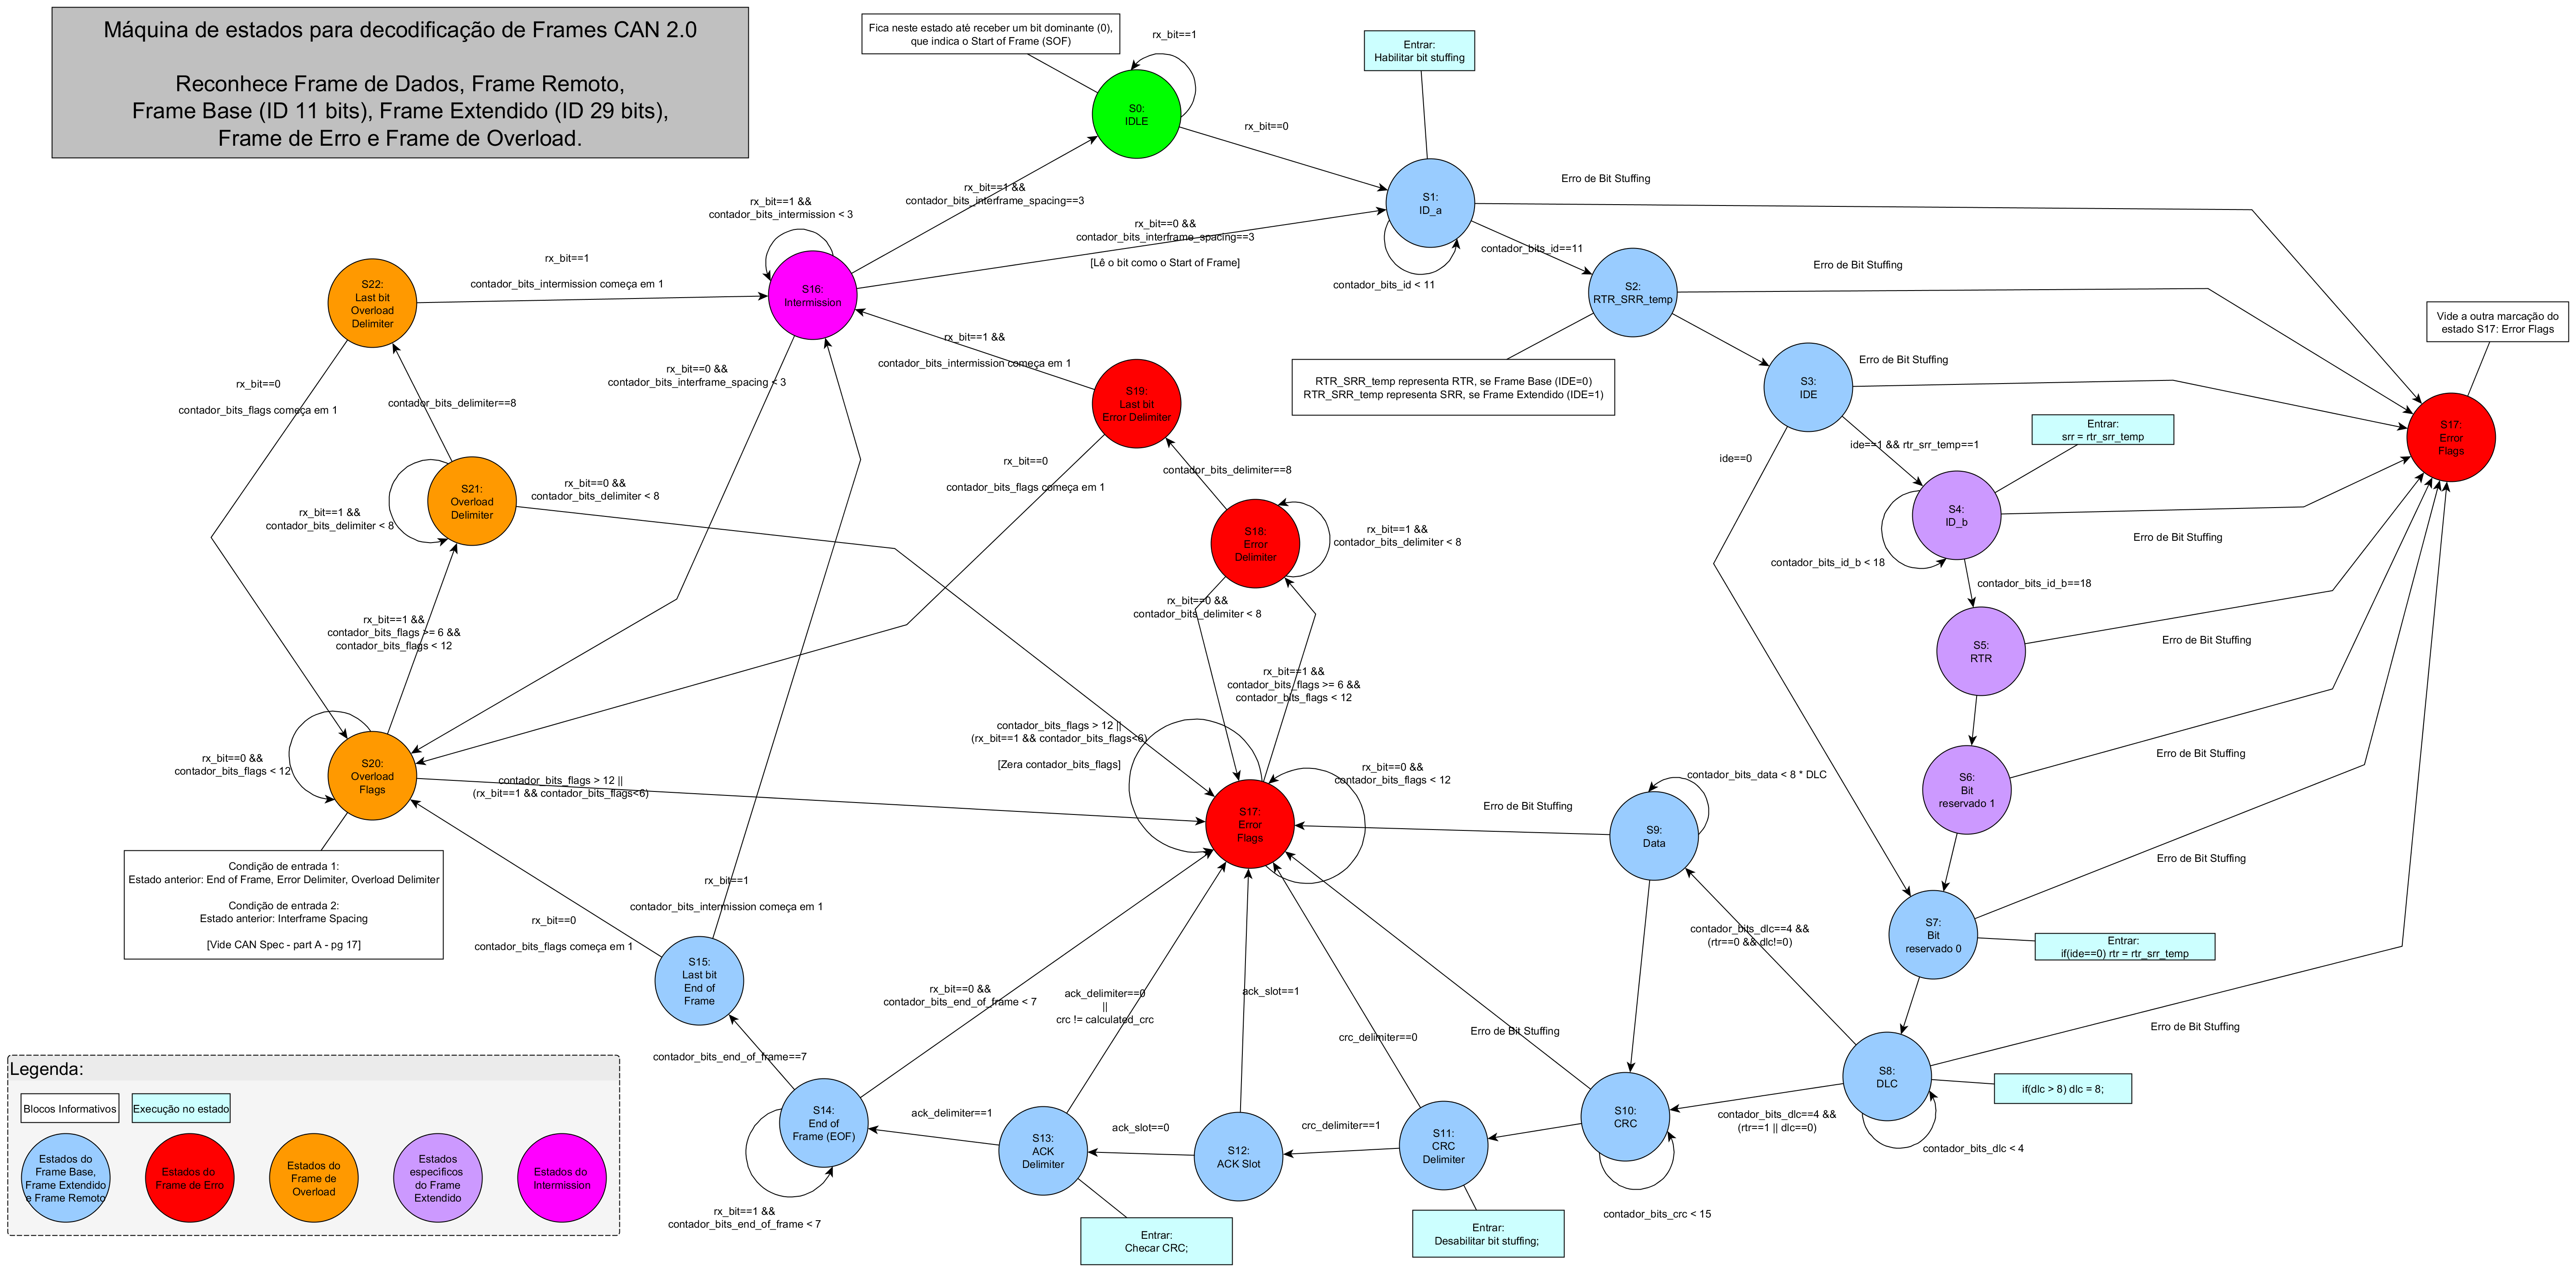 Máquina de estados para decodificação de Frames CAN 2.0
Reconhece Frame de Dados, Frame Remoto,
Frame Base (ID 11 bits), Frame Extendido (ID 29 bits),
Frame de Erro e Frame de Overload.
Fica neste estado até receber um bit dominante (0),
que indica o Start of Frame (SOF)
rx_bit==1
S0:
IDLE
rx_bit==0
Entrar:
Habilitar bit stuffing
S1:
ID_a
Erro de Bit Stuffing
contador_bits_id < 11
contador_bits_id==11
S2:
RTR_SRR_temp
Erro de Bit Stuffing
RTR_SRR_temp representa RTR, se Frame Base (IDE=0)
RTR_SRR_temp representa SRR, se Frame Extendido (IDE=1)
S3:
IDE
Erro de Bit Stuffing
Vide a outra marcação do
estado S17: Error Flags
S17:
Error
Flags
ide==0
ide==1 && rtr_srr_temp==1
Entrar:
srr = rtr_srr_temp
S4:
ID_b
Erro de Bit Stuffing
contador_bits_id_b < 18
contador_bits_id_b==18
S5:
RTR
Erro de Bit Stuffing
S6:
Bit
reservado 1
Erro de Bit Stuffing
S7:
Bit
reservado 0
Erro de Bit Stuffing
Entrar:
if(ide==0) rtr = rtr_srr_temp
S8:
DLC
Erro de Bit Stuffing
if(dlc > 8) dlc = 8;
contador_bits_dlc < 4
contador_bits_dlc==4 &&
(rtr==0 && dlc!=0)
contador_bits_dlc==4 &&
(rtr==1 || dlc==0)
S9:
Data
contador_bits_data < 8 * DLC
Erro de Bit Stuffing
S10:
CRC
Erro de Bit Stuffing
contador_bits_crc < 15
S11:
CRC
Delimiter
crc_delimiter==0
crc_delimiter==1
Entrar:
Desabilitar bit stuffing;
S12:
ACK Slot
ack_slot==1
ack_slot==0
S13:
ACK
Delimiter
ack_delimiter==0
||
crc != calculated_crc
ack_delimiter==1
Entrar:
Checar CRC;
S14:
End of
Frame (EOF)
rx_bit==0 &&
contador_bits_end_of_frame < 7
rx_bit==1 &&
contador_bits_end_of_frame < 7
contador_bits_end_of_frame==7
S15:
Last bit
End of
Frame
rx_bit==1
contador_bits_intermission começa em 1
rx_bit==0
contador_bits_flags começa em 1
S16:
Intermission
rx_bit==1 &&
contador_bits_intermission < 3
rx_bit==1 &&
contador_bits_interframe_spacing==3
rx_bit==0 &&
contador_bits_interframe_spacing==3
[Lê o bit como o Start of Frame]
rx_bit==0 &&
contador_bits_interframe_spacing < 3
S17:
Error
Flags
contador_bits_flags > 12 ||
(rx_bit==1 && contador_bits_flags<6)
[Zera contador_bits_flags]
rx_bit==0 &&
contador_bits_flags < 12
rx_bit==1 &&
contador_bits_flags >= 6 &&
contador_bits_flags < 12
S18:
Error
Delimiter
rx_bit==1 &&
contador_bits_delimiter < 8
rx_bit==0 &&
contador_bits_delimiter < 8
contador_bits_delimiter==8
S19:
Last bit
Error Delimiter
rx_bit==1 &&
contador_bits_intermission começa em 1
rx_bit==0
contador_bits_flags começa em 1
S20:
Overload
Flags
rx_bit==0 &&
contador_bits_flags < 12
contador_bits_flags > 12 ||
(rx_bit==1 && contador_bits_flags<6)
rx_bit==1 &&
contador_bits_flags >= 6 &&
contador_bits_flags < 12
Condição de entrada 1:
Estado anterior: End of Frame, Error Delimiter, Overload Delimiter
Condição de entrada 2:
Estado anterior: Interframe Spacing
[Vide CAN Spec - part A - pg 17]
S21:
Overload
Delimiter
rx_bit==1 &&
contador_bits_delimiter < 8
rx_bit==0 &&
contador_bits_delimiter < 8
contador_bits_delimiter==8
S22:
Last bit
Overload
Delimiter
rx_bit==1
contador_bits_intermission começa em 1
rx_bit==0
contador_bits_flags começa em 1
Legenda:
Blocos Informativos
Execução no estado
Estados do
Frame Base,
Frame Extendido
e Frame Remoto
Estados do
Frame de Erro
Estados do
Frame de
Overload
Estados
específicos
do Frame
Extendido
Estados do
Intermission